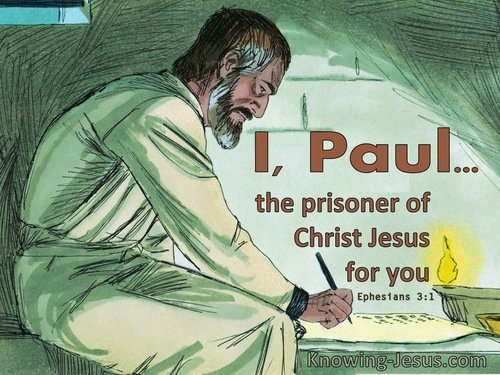 I, Paul...
the prisoner of
Christ Jesus
for you
Ephesians 3:1
Knowing-Jesus.com